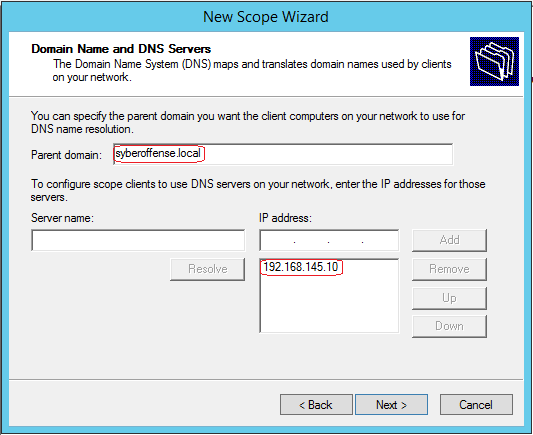 New Scope Wizard
Domain Name and DNS Servers
The Domain Name System (DNS) maps and translates domain names used by clients
on your network.
You can specify the parent domain you want the client computers on your network to use for
DNS name resolution.
Parent domain: syberoffense.local
To configure scope clients to use DNS servers on your network, enter the IP addresses for those
servers.
Server name: IP address:
. . . Add
Resolve 192.168.145.10 Remove
Up
Down
< Back Next > Cancel